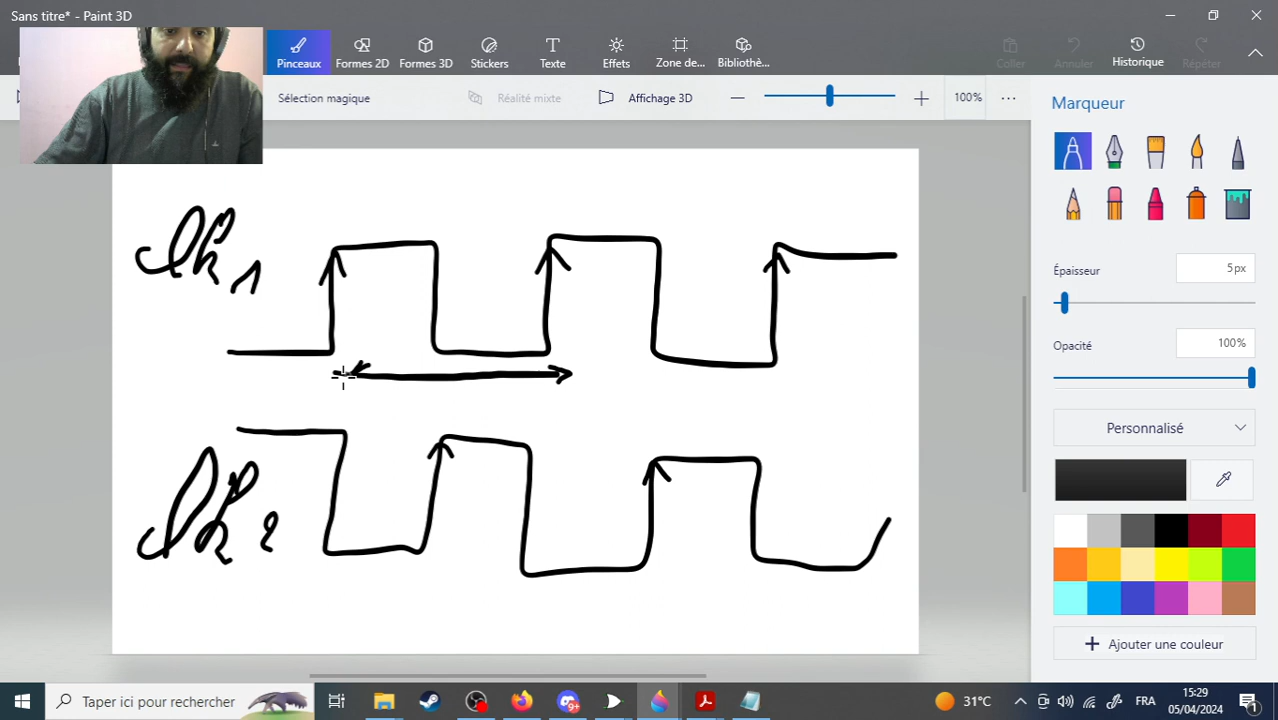 Sans titre* - Paint 3D
Pinceaux
Formes 2D
Formes 3D
Stickers
Texte
Effets
Zone de...
Bibliothè...
Coller
Annuler
Historique
Répéter
Sélection magique
Réalité mixte
Affichage 3D
100%
Marqueur
Épaisseur
5px
Opacité
100%
Personnalisé
Ajouter une couleur
Taper ici pour rechercher
9+
31°C
FRA
15:29
05/04/2024
1